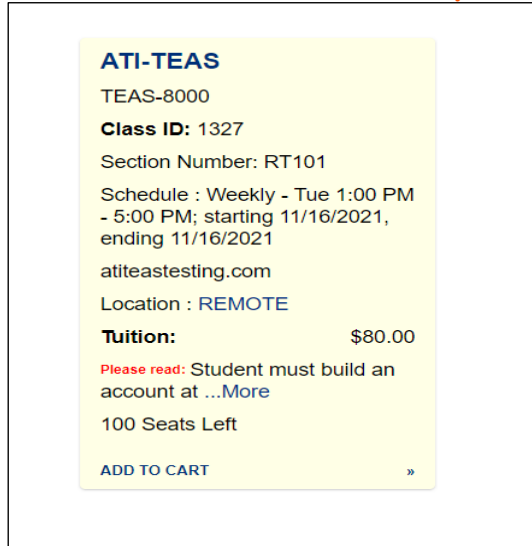 ATI-TEAS
TEAS-8000
Class ID: 1327
Section Number: RT101
Schedule : Weekly - Tue 1:00 PM
- 5:00 PM; starting 11/16/2021,
ending 11/16/2021
atiteastesting.com
Location : REMOTE
Tuition: $80.00
Please read: Student must build an
account at ...More
100 Seats Left
ADD TO CART »